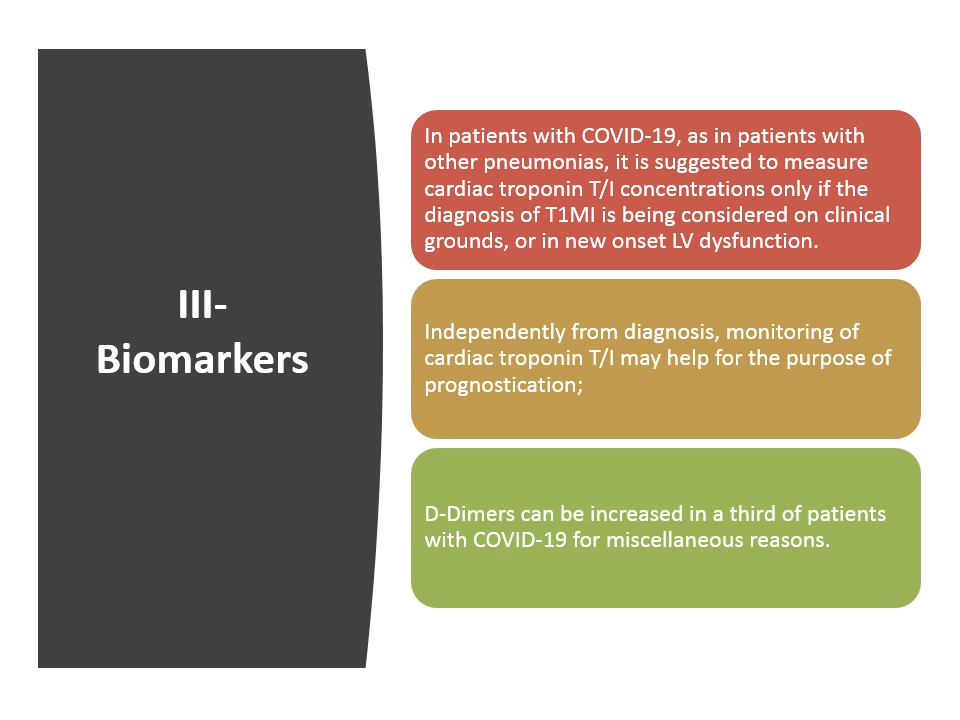 III-
Biomarkers
In patients with COVID-19, as in patients with
other pneumonias, it is suggested to measure
cardiac troponin T/I concentrations only if the
diagnosis of T1MI is being considered on clinical
grounds, or in new onset LV dysfunction.
Independently from diagnosis, monitoring of
cardiac troponin T/I may help for the purpose of
prognostication;
D-Dimers can be increased in a third of patients
with COVID-19 for miscellaneous reasons.